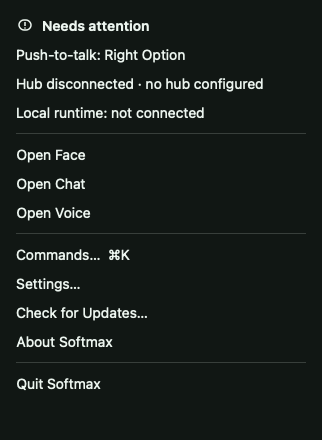 Needs attention
Push-to-talk: Right Option
Hub disconnected · no hub configured
Local runtime: not connected
Open Face
Open Chat
Open Voice
Commands... ⌘K
Settings...
Check for Updates...
About Softmax
Quit Softmax